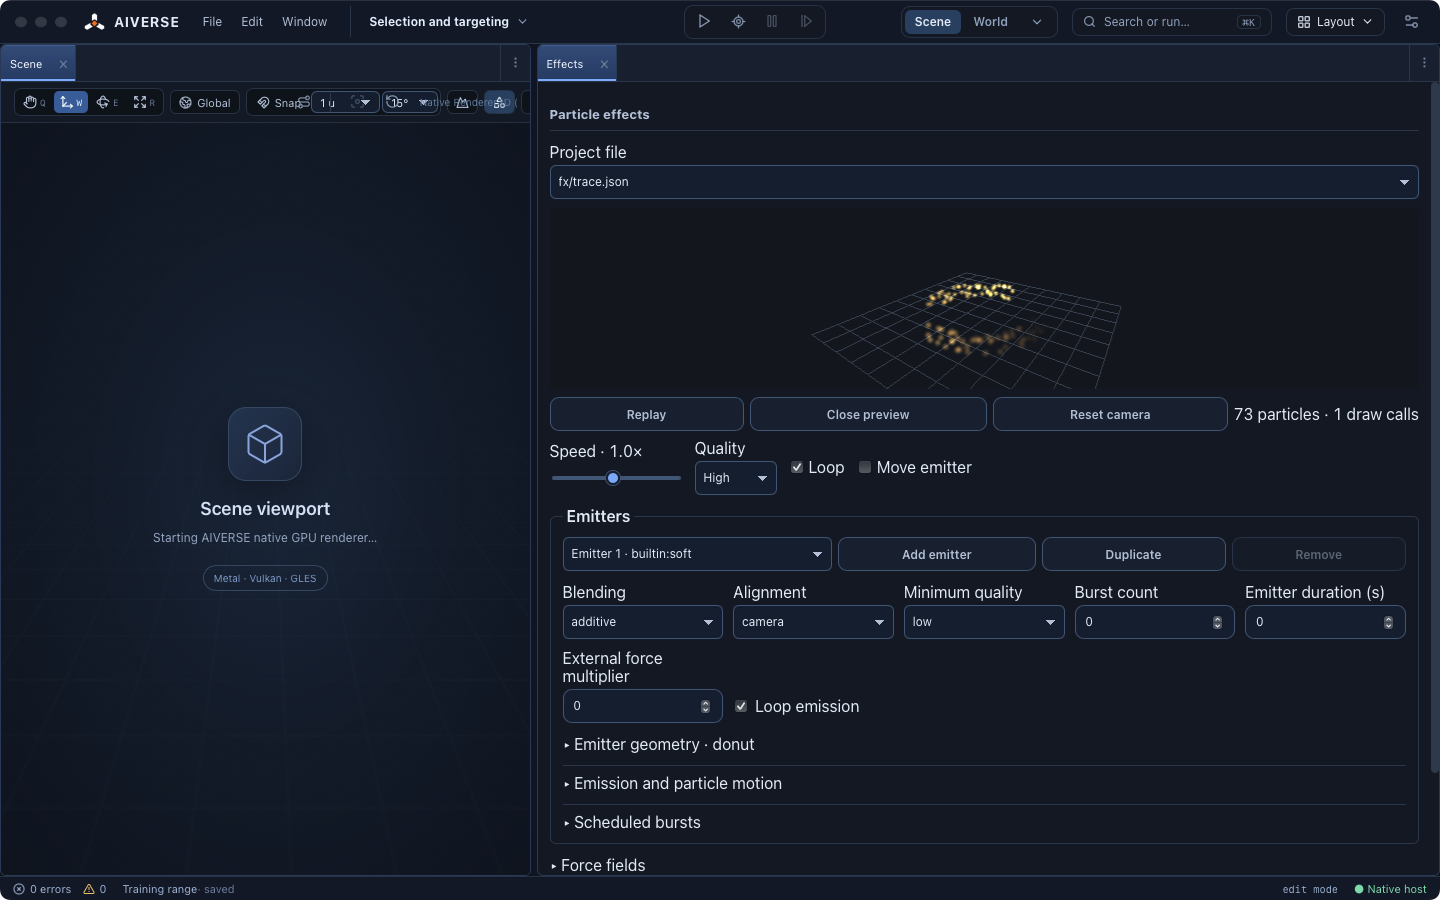 AIVERSE File Edit Window Selection and targeting Scene World Search or run... ⌘K Layout
Scene
Effects
Q W E R Global Snap 1 u 15°
Particle effects
Project file
fx/trace.json
Replay Close preview Reset camera 73 particles · 1 draw calls
Speed · 1.0× Quality
High Loop Move emitter
Scene viewport
Starting AIVERSE native GPU renderer...
Metal · Vulkan · GLES
Emitters
Emitter 1 · builtin:soft Add emitter Duplicate Remove
Blending Alignment Minimum quality Burst count Emitter duration (s)
additive camera low 0 0
External force
multiplier
0 Loop emission
Emitter geometry · donut
Emission and particle motion
Scheduled bursts
Force fields
0 errors 0 Training range · saved edit mode Native host